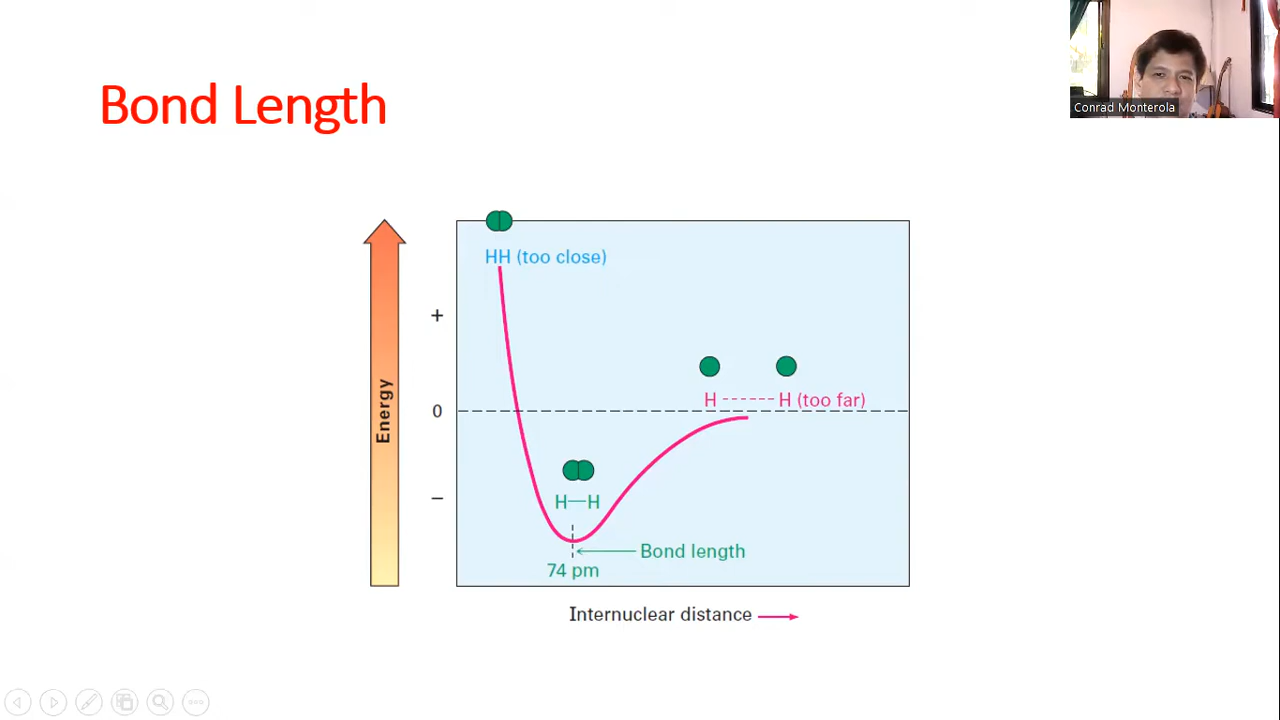 Bond Length
Conrad Monterola
HH (too close)
+
Energy
H ------ H (too far)
0
H—H
–
Bond length
74 pm
Internuclear distance